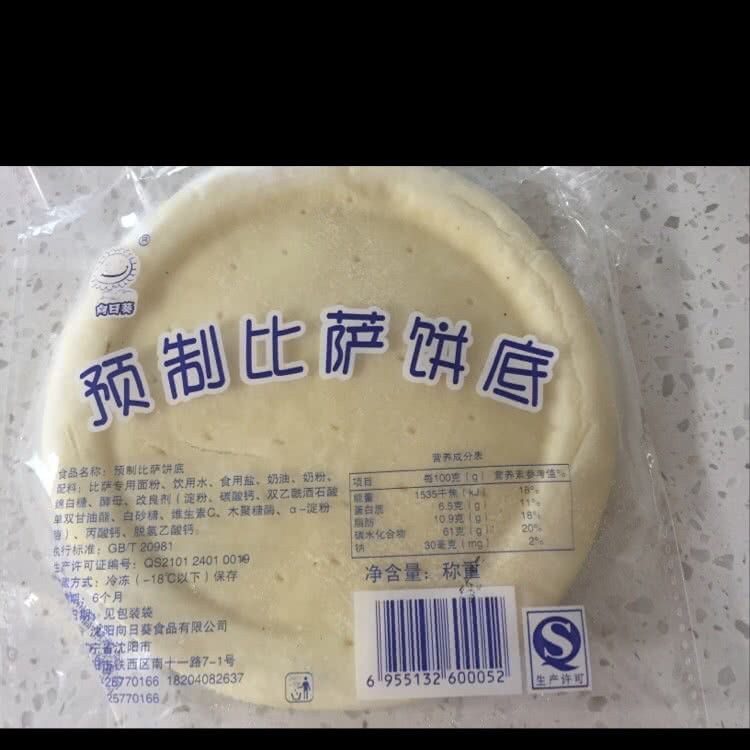 ®
向日葵
预制比萨饼底
食品名称：预制比萨饼底
配料：比萨专用面粉、饮用水、食用盐、奶油、奶粉、
绵白糖、酵母、改良剂（淀粉、碳酸钙、双乙酰酒石酸
单双甘油酯、白砂糖、维生素C、木聚糖酶、α-淀粉
酶）、丙酸钙、脱氢乙酸钙。
执行标准：GB/T 20981
生产许可证编号：QS2101 2401 0019
方式：冷冻（-18℃以下）保存
期：6个月
见包装袋
沈阳向日葵食品有限公司
宁省沈阳市
铁西区南十一路7-1号
25770166 18204082637
25770166
营养成分表
项目 每100克（g） 营养素参考值%
能量 1535千焦（kJ） 18%
蛋白质 6.5克（g） 11%
脂肪 10.9克（g） 18%
碳水化合物 61克（g） 20%
钠 30毫克（mg） 2%
净含量：称重
6 955132 600052
S
生产许可